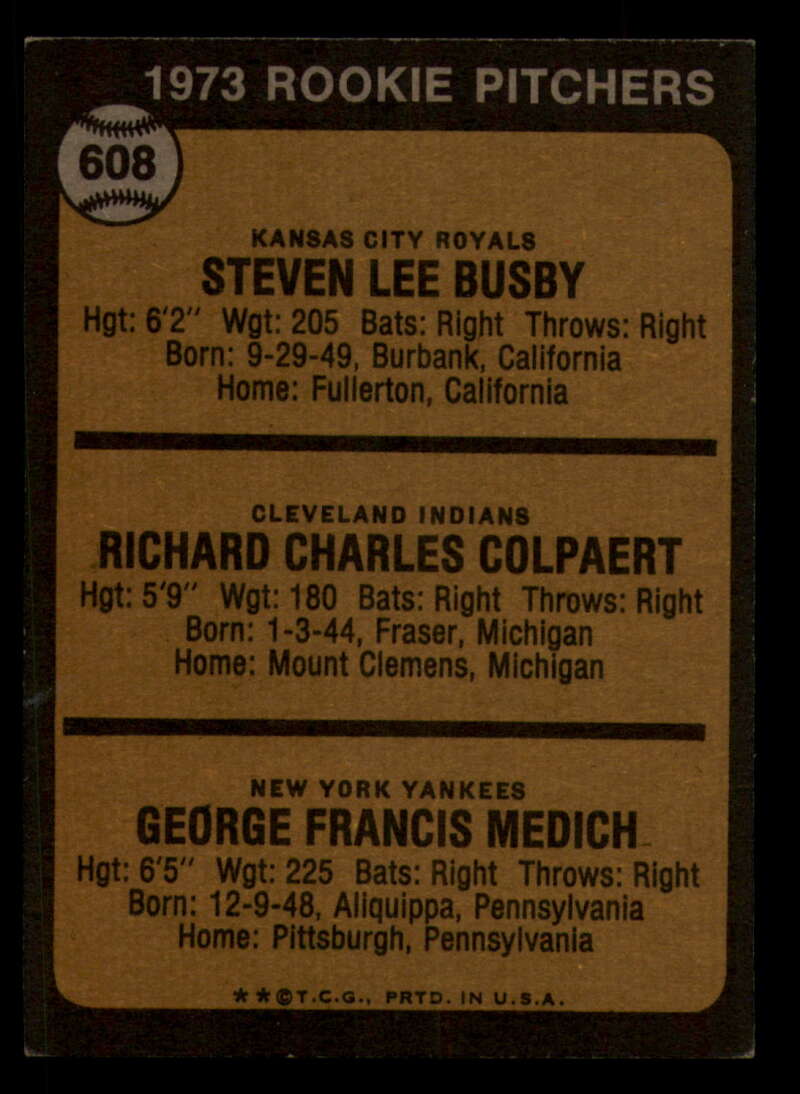 1973 ROOKIE PITCHERS
608
KANSAS CITY ROYALS
STEVEN LEE BUSBY
Hgt: 6'2" Wgt: 205 Bats: Right Throws: Right
Born: 9-29-49, Burbank, California
Home: Fullerton, California
CLEVELAND INDIANS
RICHARD CHARLES COLPAERT
Hgt: 5'9" Wgt: 180 Bats: Right Throws: Right
Born: 1-3-44, Fraser, Michigan
Home: Mount Clemens, Michigan
NEW YORK YANKEES
GEORGE FRANCIS MEDICH
Hgt: 6'5" Wgt: 225 Bats: Right Throws: Right
Born: 12-9-48, Aliquippa, Pennsylvania
Home: Pittsburgh, Pennsylvania
**©T.C.G., PRTD. IN U.S.A.